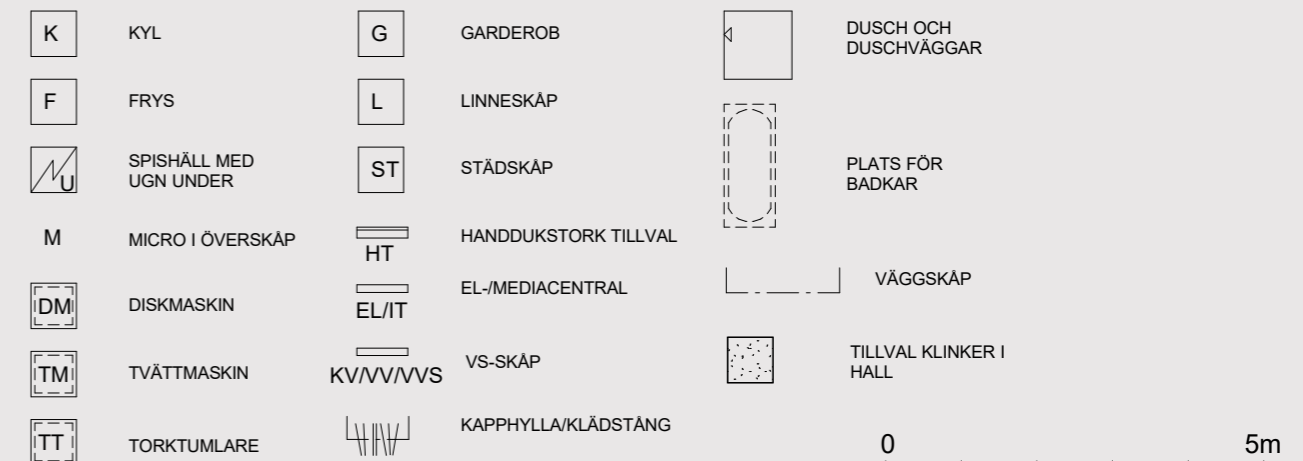 K
KYL
F
FRYS
U
SPISHÄLL MED
UGN UNDER
M
MICRO I ÖVERSKÅP
DM
DISKMASKIN
TM
TVÄTTMASKIN
TT
TORKTUMLARE
G
GARDEROB
L
LINNESKÅP
ST
STÄDSKÅP
HT
HANDDUKSTORK TILLVAL
EL/IT
EL-/MEDIACENTRAL
KV/VV/VVS
VS-SKÅP
KAPPHYLLA/KLÄDSTÅNG
DUSCH OCH
DUSCHVÄGGAR
PLATS FÖR
BADKAR
VÄGGSKÅP
TILLVAL KLINKER I
HALL
0
5m